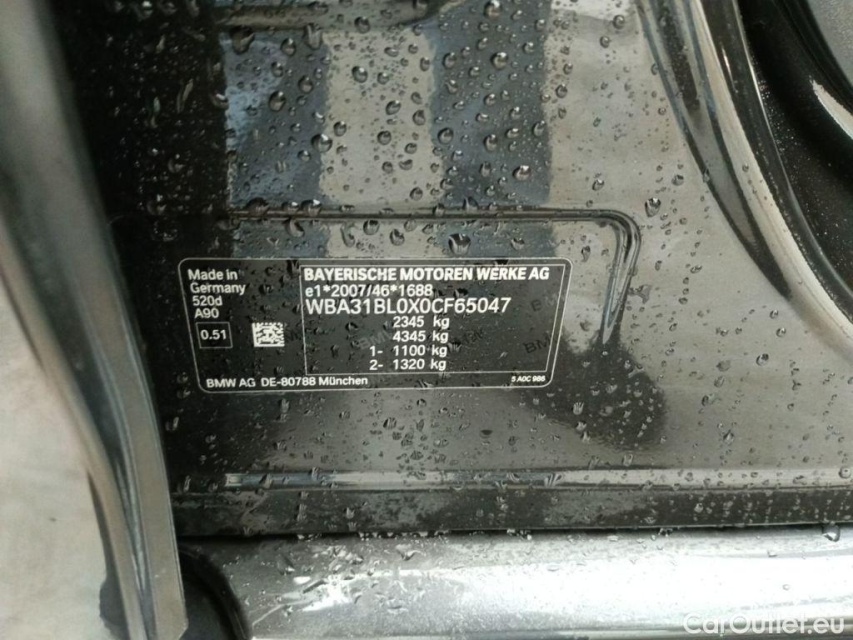 Made in
Germany
520d
A90
0.51
BAYERISCHE MOTOREN WERKE AG
e1*2007/46*1688
WBA31BL0X0CF65047
2345 kg
4345 kg
1- 1100 kg
2- 1320 kg
BMW AG DE-80788 München
CarOutlet.eu